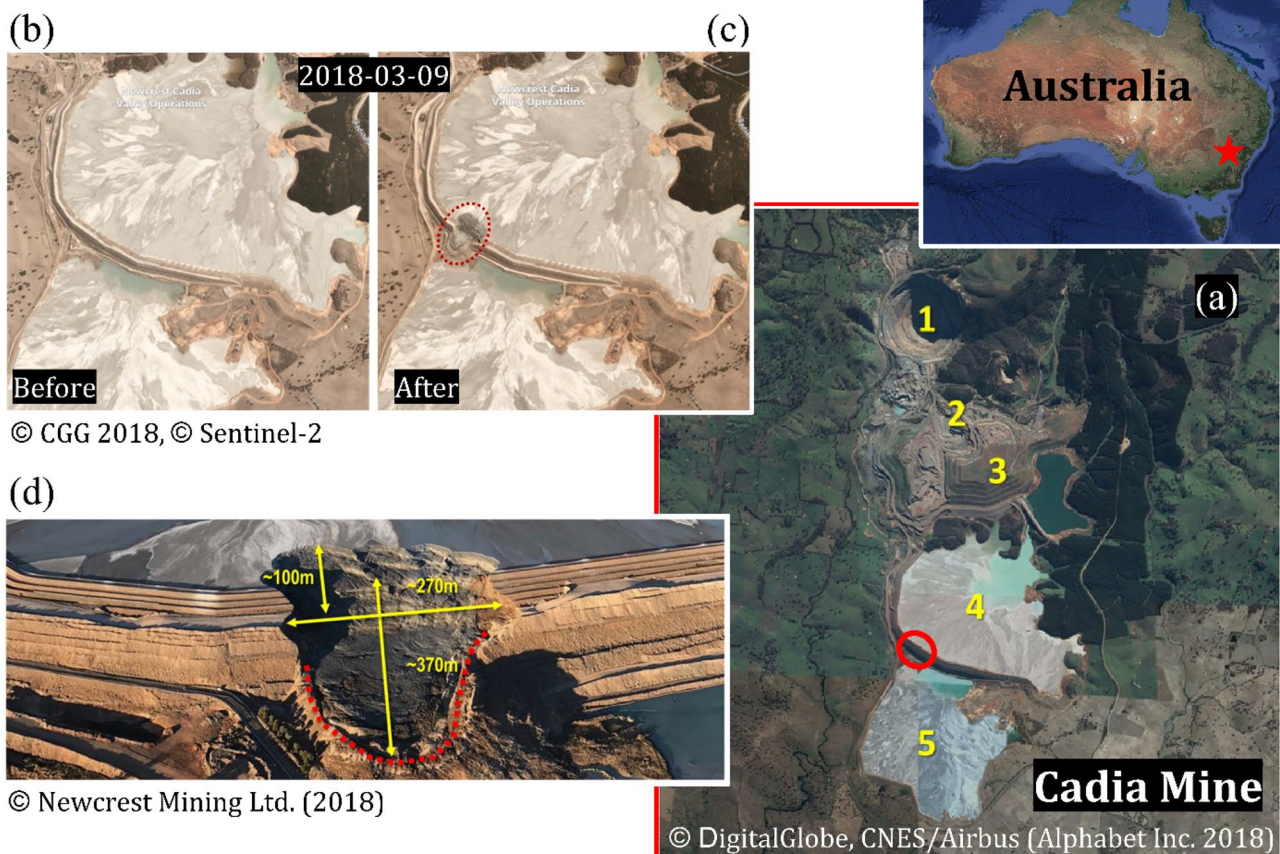 (b)
(c)
2018-03-09
Newcrest Cadia
Valley Operations
Newcrest Cadia
Valley Operations
Before
After
© CGG 2018, © Sentinel-2
Australia
(a)
1
2
3
4
5
Cadia Mine
© DigitalGlobe, CNES/Airbus (Alphabet Inc. 2018)
(d)
~100m
~270m
~370m
© Newcrest Mining Ltd. (2018)